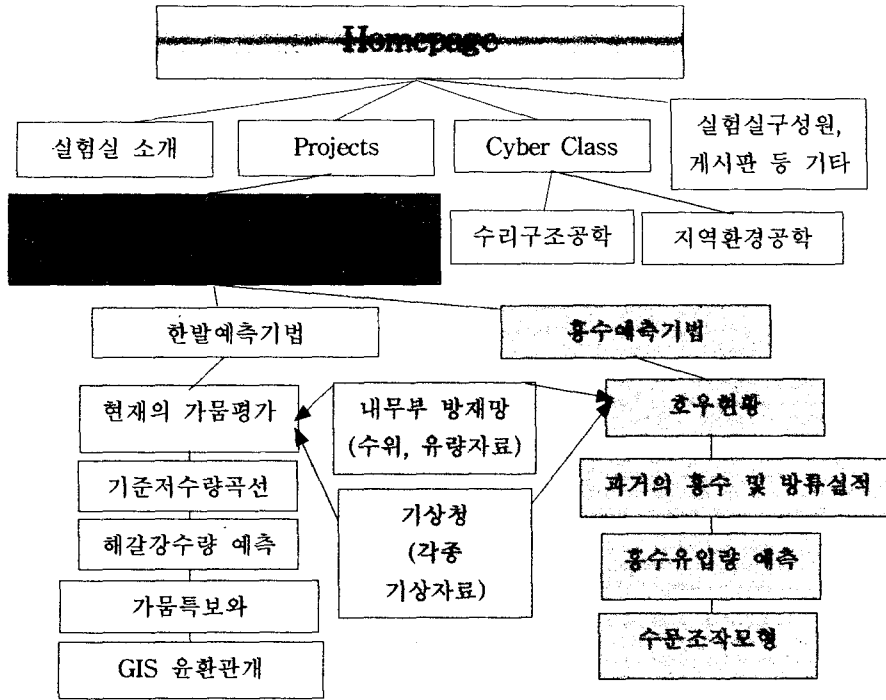 Homepage
실험실 소개
Projects
Cyber Class
실험실구성원,
게시판 등 기타
수리구조공학
지역환경공학
한발예측기법
홍수예측기법
현재의 가뭄평가
내무부 방재망
(수위, 유량자료)
호우현황
기준저수량곡선
과거의 홍수 및 방류실적
기상청
(각종
기상자료)
해갈강수량 예측
홍수유입량 예측
가뭄특보와
수문조작모형
GIS 윤환관개